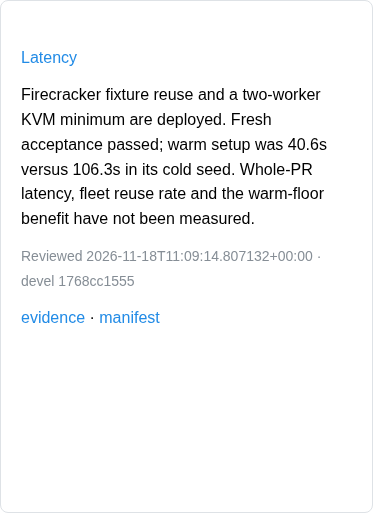 Latency
Firecracker fixture reuse and a two-worker
KVM minimum are deployed. Fresh
acceptance passed; warm setup was 40.6s
versus 106.3s in its cold seed. Whole-PR
latency, fleet reuse rate and the warm-floor
benefit have not been measured.
Reviewed 2026-11-18T11:09:14.807132+00:00 ·
devel 1768cc1555
evidence · manifest